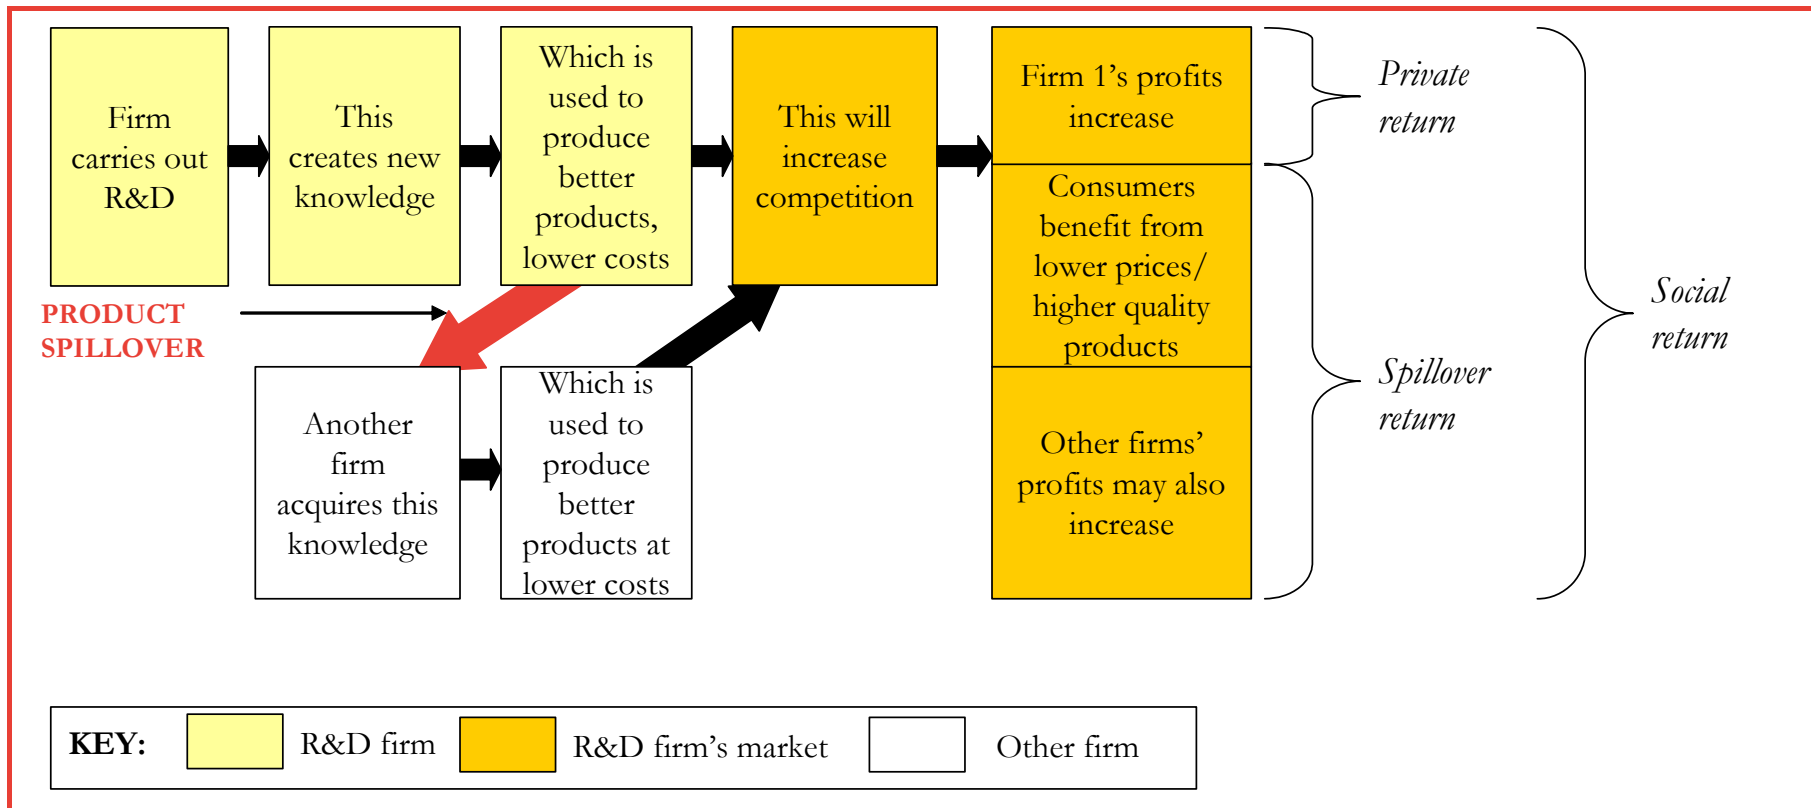 Firm
carries out
R&D
This
creates new
knowledge
Which is
used to
produce
better
products,
lower costs
This will
increase
competition
Firm 1’s profits
increase
Consumers
benefit from
lower prices/
higher quality
products
Other firms’
profits may also
increase
Private
return
Spillover
return
Social
return
PRODUCT
SPILLOVER
Another
firm
acquires this
knowledge
Which is
used to
produce
better
products at
lower costs
KEY:
R&D firm
R&D firm’s market
Other firm